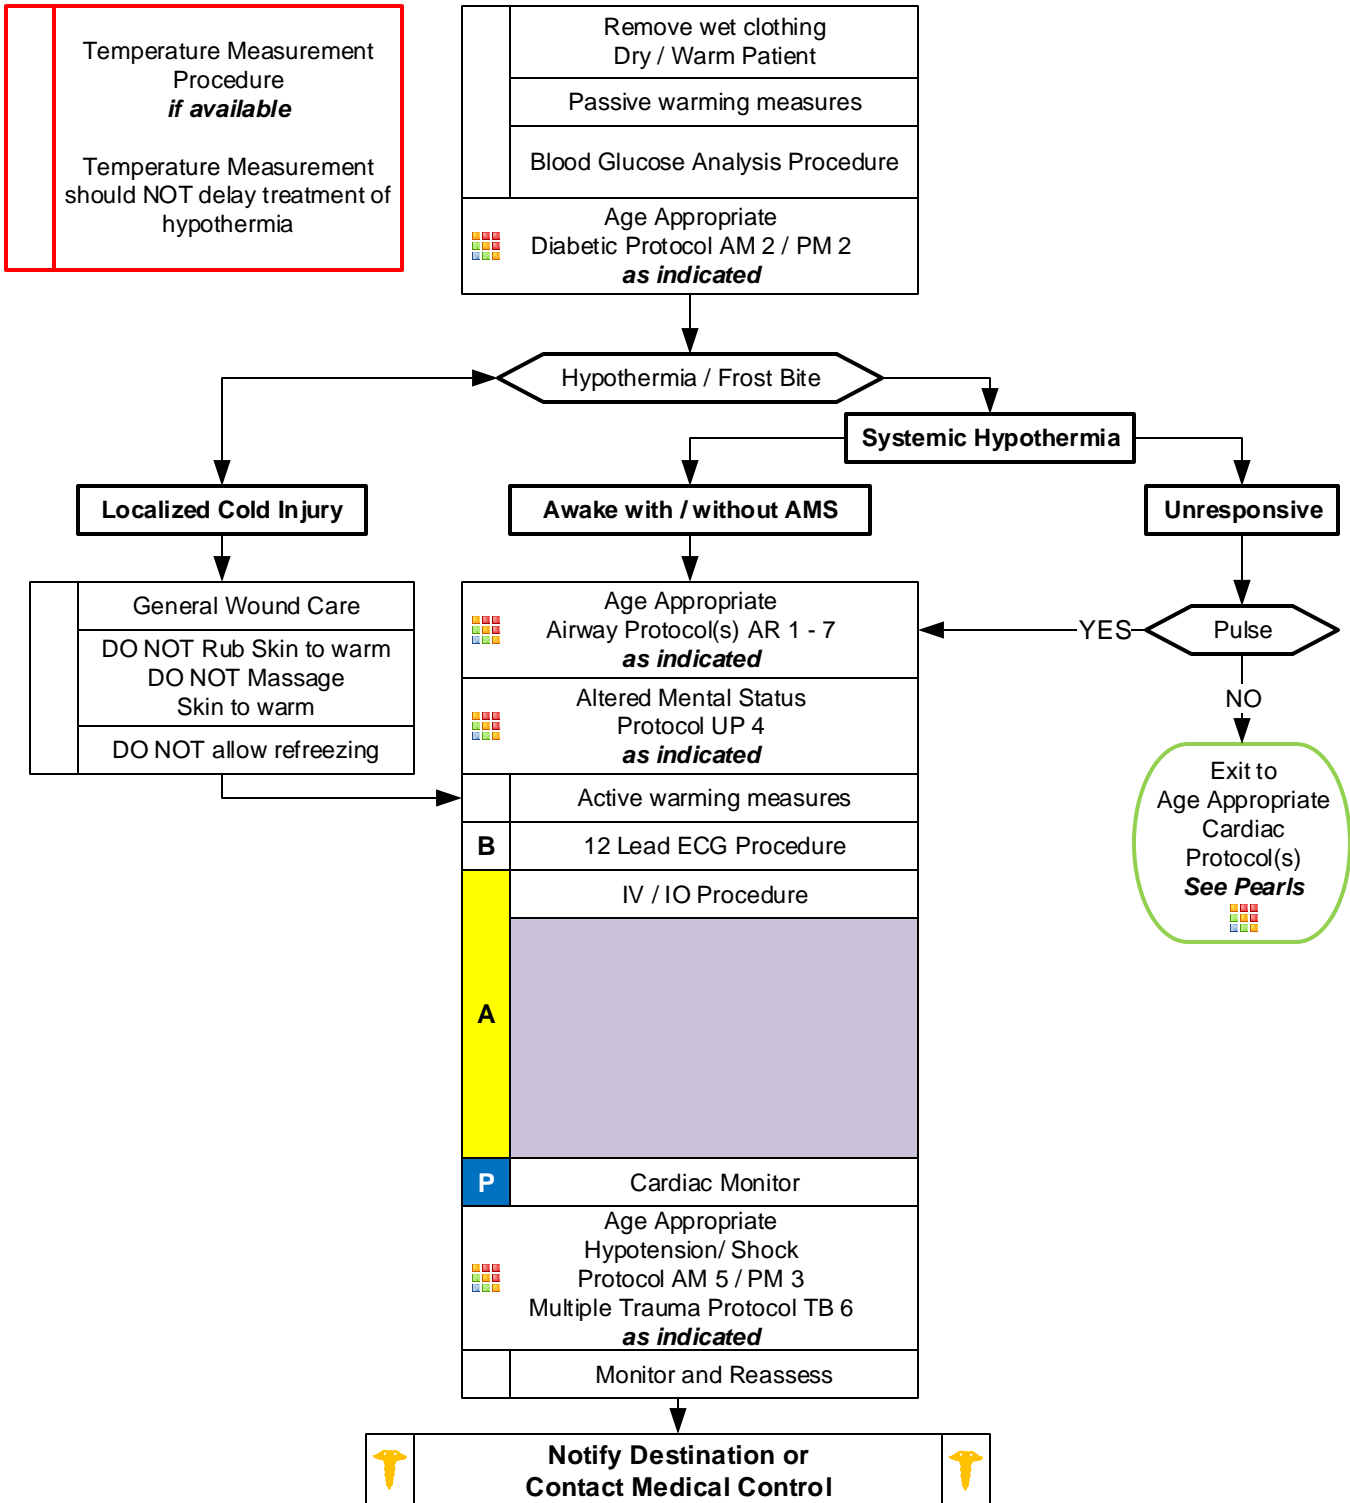 Temperature Measurement
Procedure
if available
Temperature Measurement
should NOT delay treatment of
hypothermia
Remove wet clothing
Dry / Warm Patient
Passive warming measures
Blood Glucose Analysis Procedure
Age Appropriate
Diabetic Protocol AM 2 / PM 2
as indicated
Hypothermia / Frost Bite
Systemic Hypothermia
Localized Cold Injury
Awake with / without AMS
Unresponsive
General Wound Care
DO NOT Rub Skin to warm
DO NOT Massage
Skin to warm
DO NOT allow refreezing
Age Appropriate
Airway Protocol(s) AR 1 - 7
as indicated
Altered Mental Status
Protocol UP 4
as indicated
Active warming measures
B
12 Lead ECG Procedure
A
IV / IO Procedure
P
Cardiac Monitor
Age Appropriate
Hypotension/ Shock
Protocol AM 5 / PM 3
Multiple Trauma Protocol TB 6
as indicated
Monitor and Reassess
YES
Pulse
NO
Exit to
Age Appropriate
Cardiac
Protocol(s)
See Pearls
Notify Destination or
Contact Medical Control